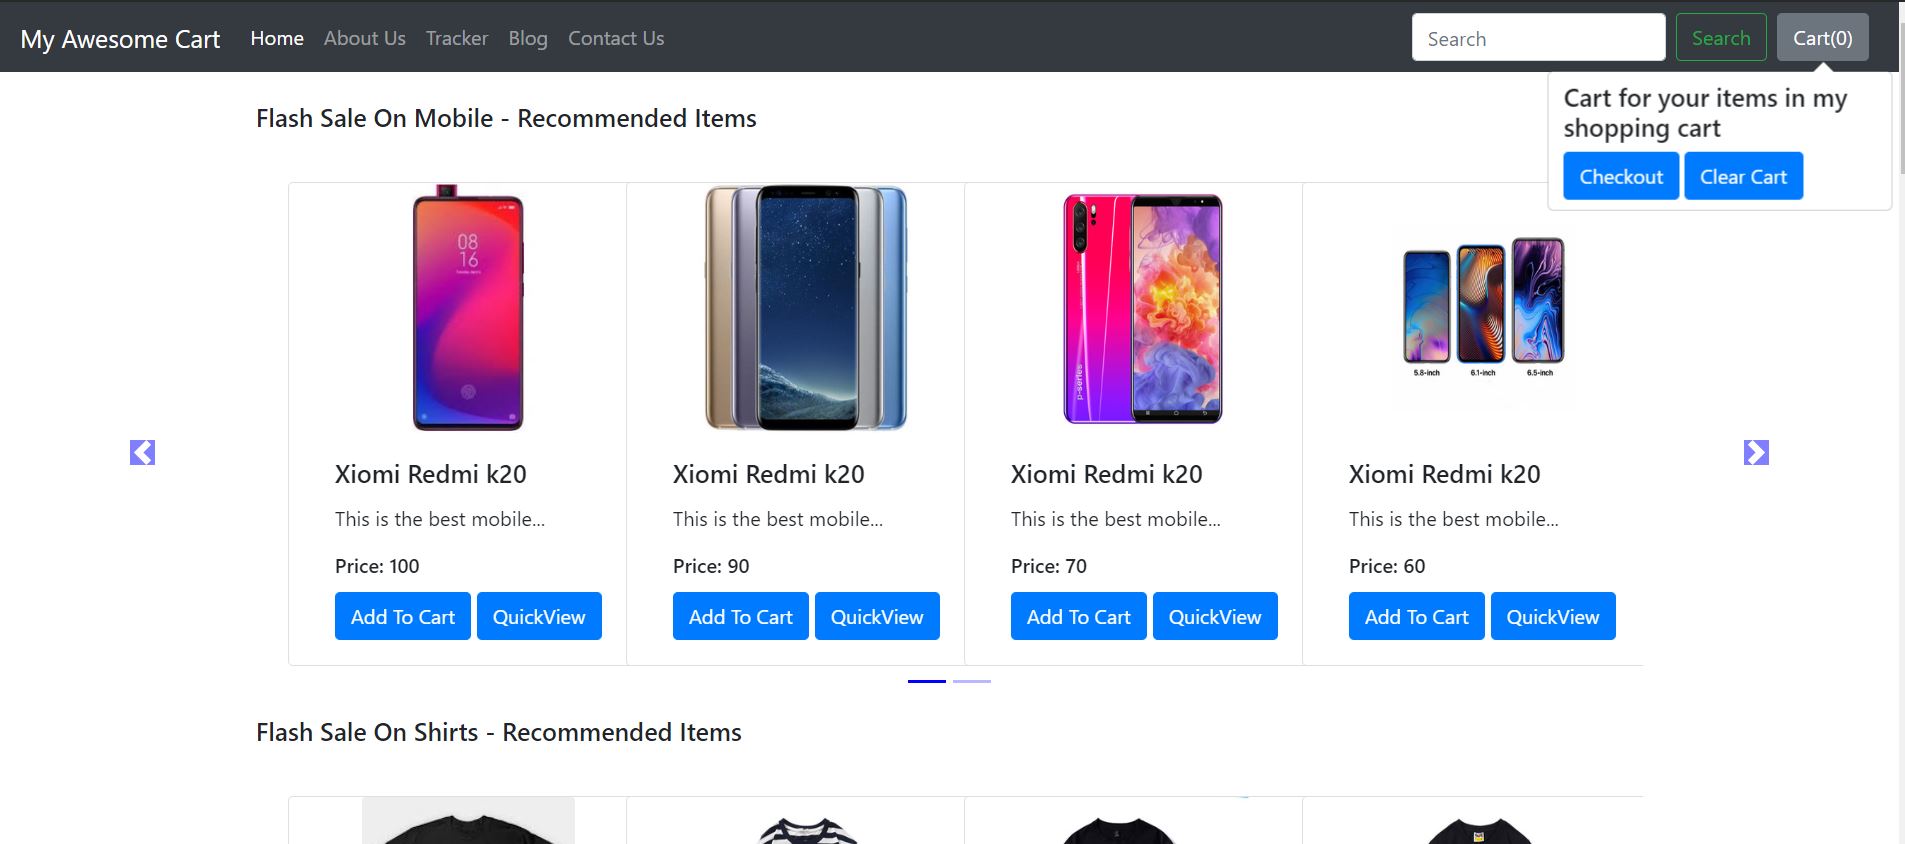 My Awesome Cart Home About Us Tracker Blog Contact Us Search Search Cart(0)
Cart for your items in my
shopping cart
Checkout Clear Cart
Flash Sale On Mobile - Recommended Items
08
16
p-series
5.8-inch 6.1-inch 6.5-inch
Xiomi Redmi k20 Xiomi Redmi k20 Xiomi Redmi k20 Xiomi Redmi k20
This is the best mobile... This is the best mobile... This is the best mobile... This is the best mobile...
Price: 100 Price: 90 Price: 70 Price: 60
Add To Cart QuickView Add To Cart QuickView Add To Cart QuickView Add To Cart QuickView
Flash Sale On Shirts - Recommended Items